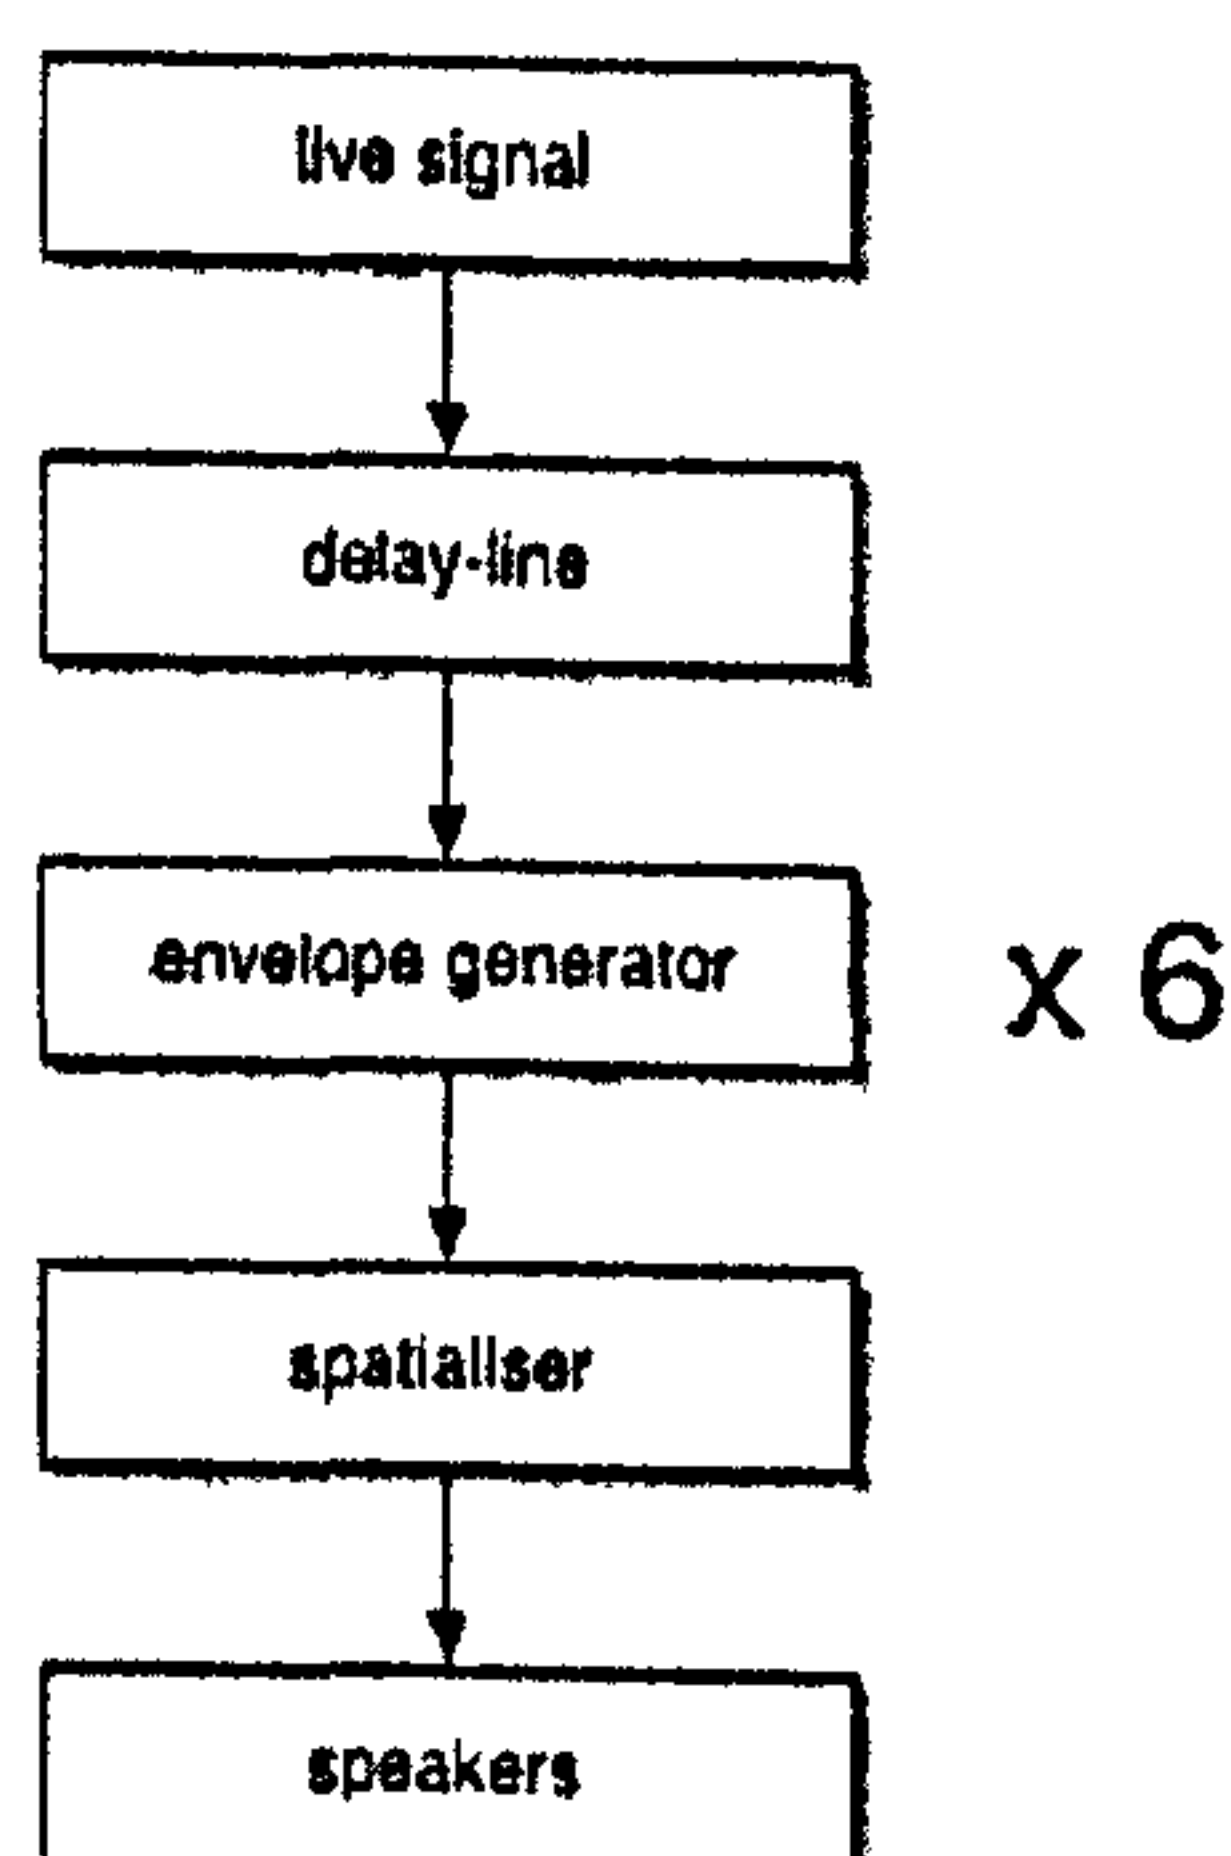 live signal
delay-line
envelope generator
x 6
spatialiser
speakers